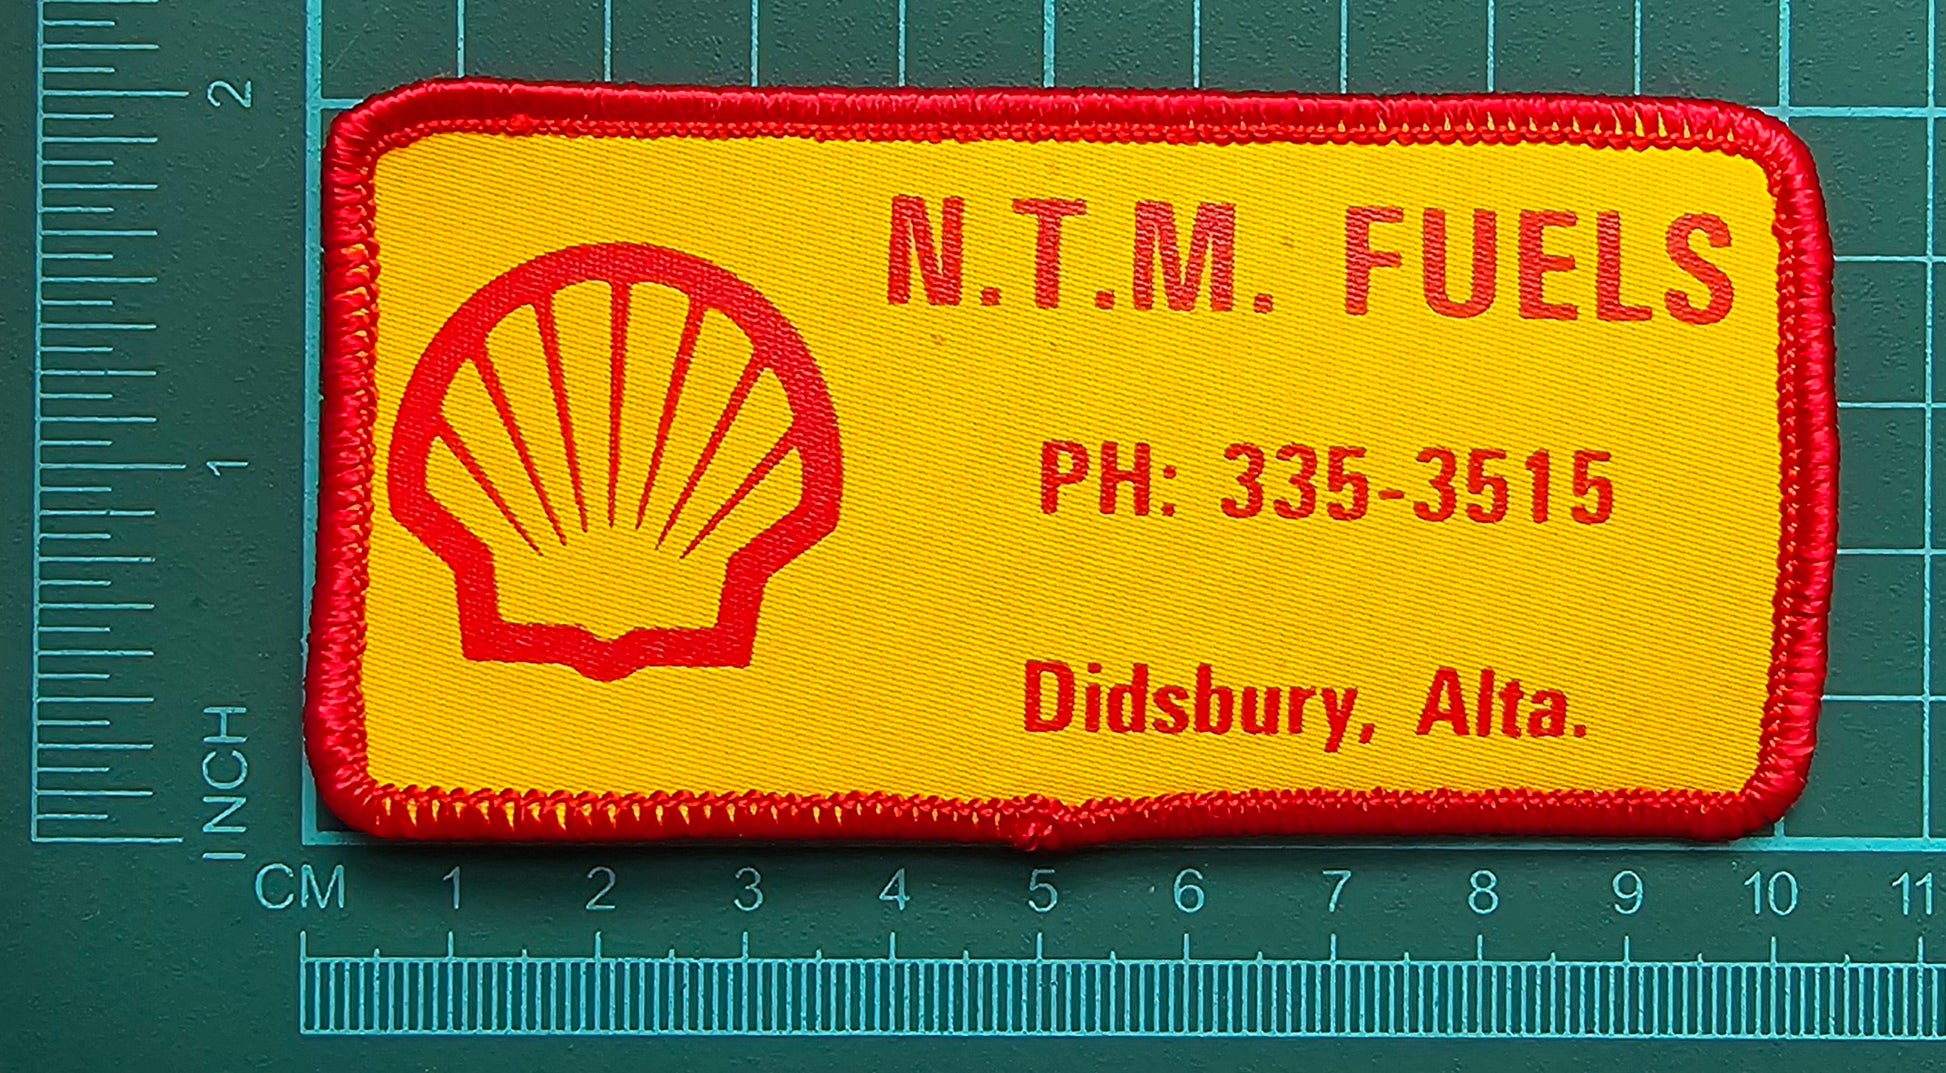 N.T.M. FUELS
PH: 335-3515
Didsbury, Alta.
2
1
INCH
CM 1 2 3 4 5 6 7 8 9 10 11